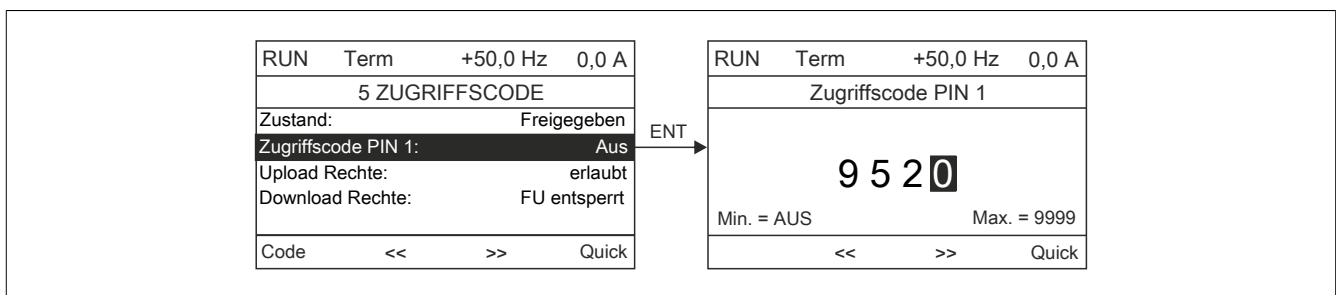 RUN Term +50,0 Hz 0,0 A
5 ZUGRIFFSCODE
Zustand: Freigegeben
Zugriffscode PIN 1: Aus
Upload Rechte: erlaubt
Download Rechte: FU entsperrt
Code << >> Quick
ENT
RUN Term +50,0 Hz 0,0 A
Zugriffscode PIN 1
9 5 2 0
Min. = AUS Max. = 9999
<< >> Quick